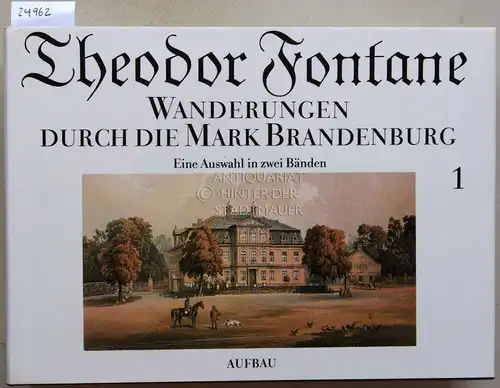 24962
Theodor Fontane
WANDERUNGEN
DURCH DIE MARK BRANDENBURG
Eine Auswahl in zwei Bänden
1
ANTIQUARIAT
© HINTER DER
STADTMAUER
AUFBAU